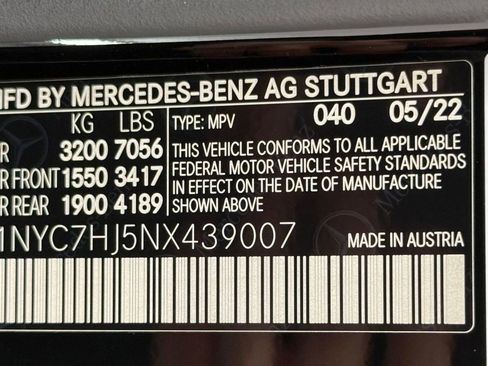 MFD BY MERCEDES-BENZ AG STUTTGART
KG LBS TYPE: MPV 040 05/22
R 3200 7056 THIS VEHICLE CONFORMS TO ALL APPLICABLE
R FRONT 1550 3417 FEDERAL MOTOR VEHICLE SAFETY STANDARDS
R REAR 1900 4189 IN EFFECT ON THE DATE OF MANUFACTURE
SHOWN ABOVE.
1NYC7HJ5NX439007 MADE IN AUSTRIA